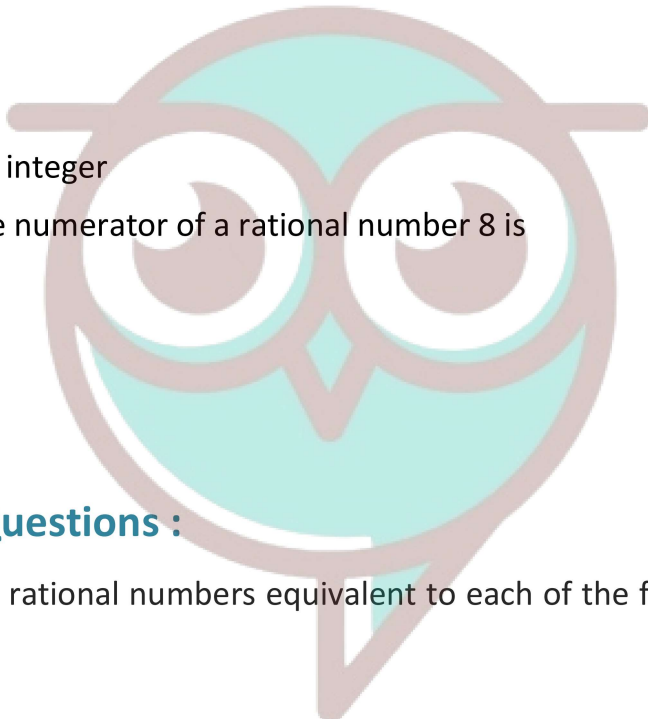 integer
numerator of a rational number 8 is
uestions :
rational numbers equivalent to each of the